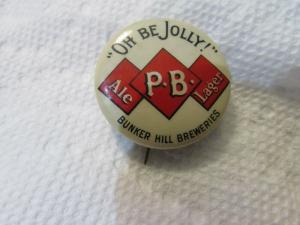 "OH BE JOLLY!"
Ale P.B. Lager
BUNKER HILL BREWERIES